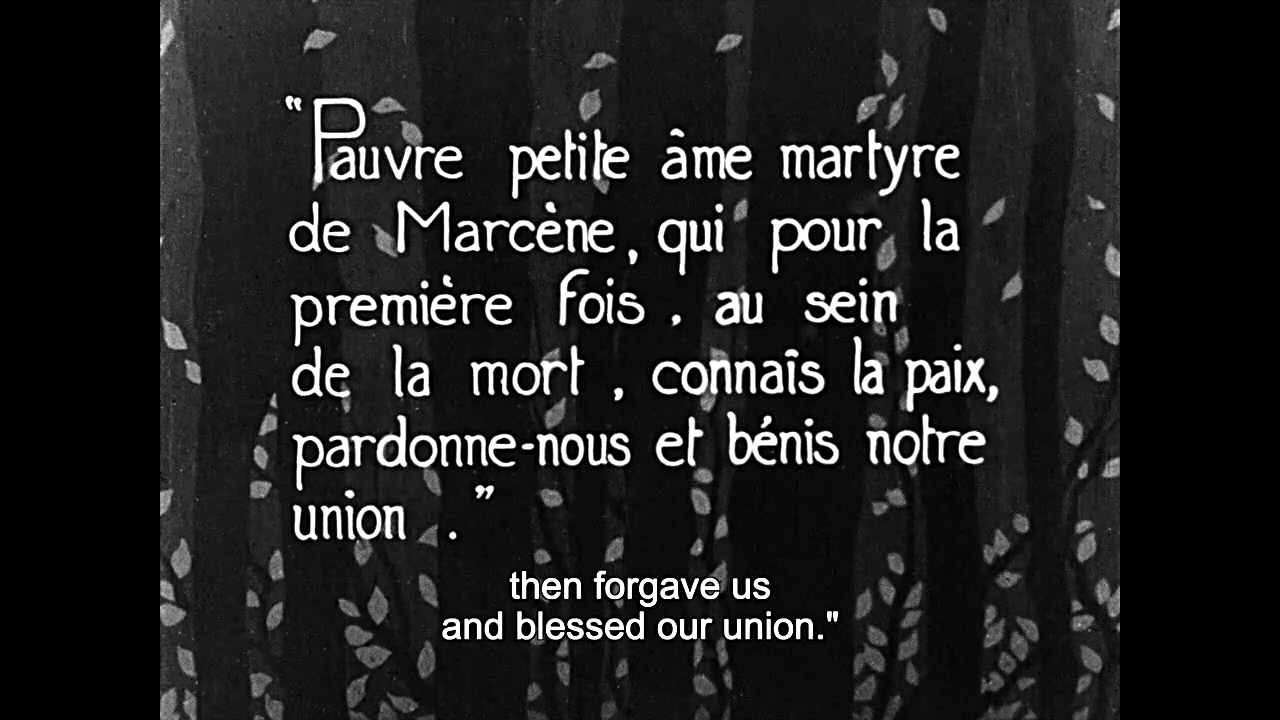 “Pauvre petite âme martyre
de Marcène, qui pour la
première fois, au sein
de la mort, connaîs la paix,
pardonne-nous et bénis notre
union.”
then forgave us
and blessed our union."